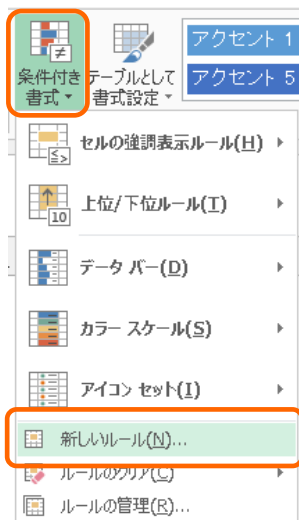 アクセント 1
条件付き テーブルとして アクセント 5
書式 書式設定
セルの強調表示ルール(H)
上位/下位ルール(T)
10
データ バー(D)
カラー スケール(S)
アイコン セット(I)
新しいルール(N)...
ルールのクリア(C)
ルールの管理(R)...